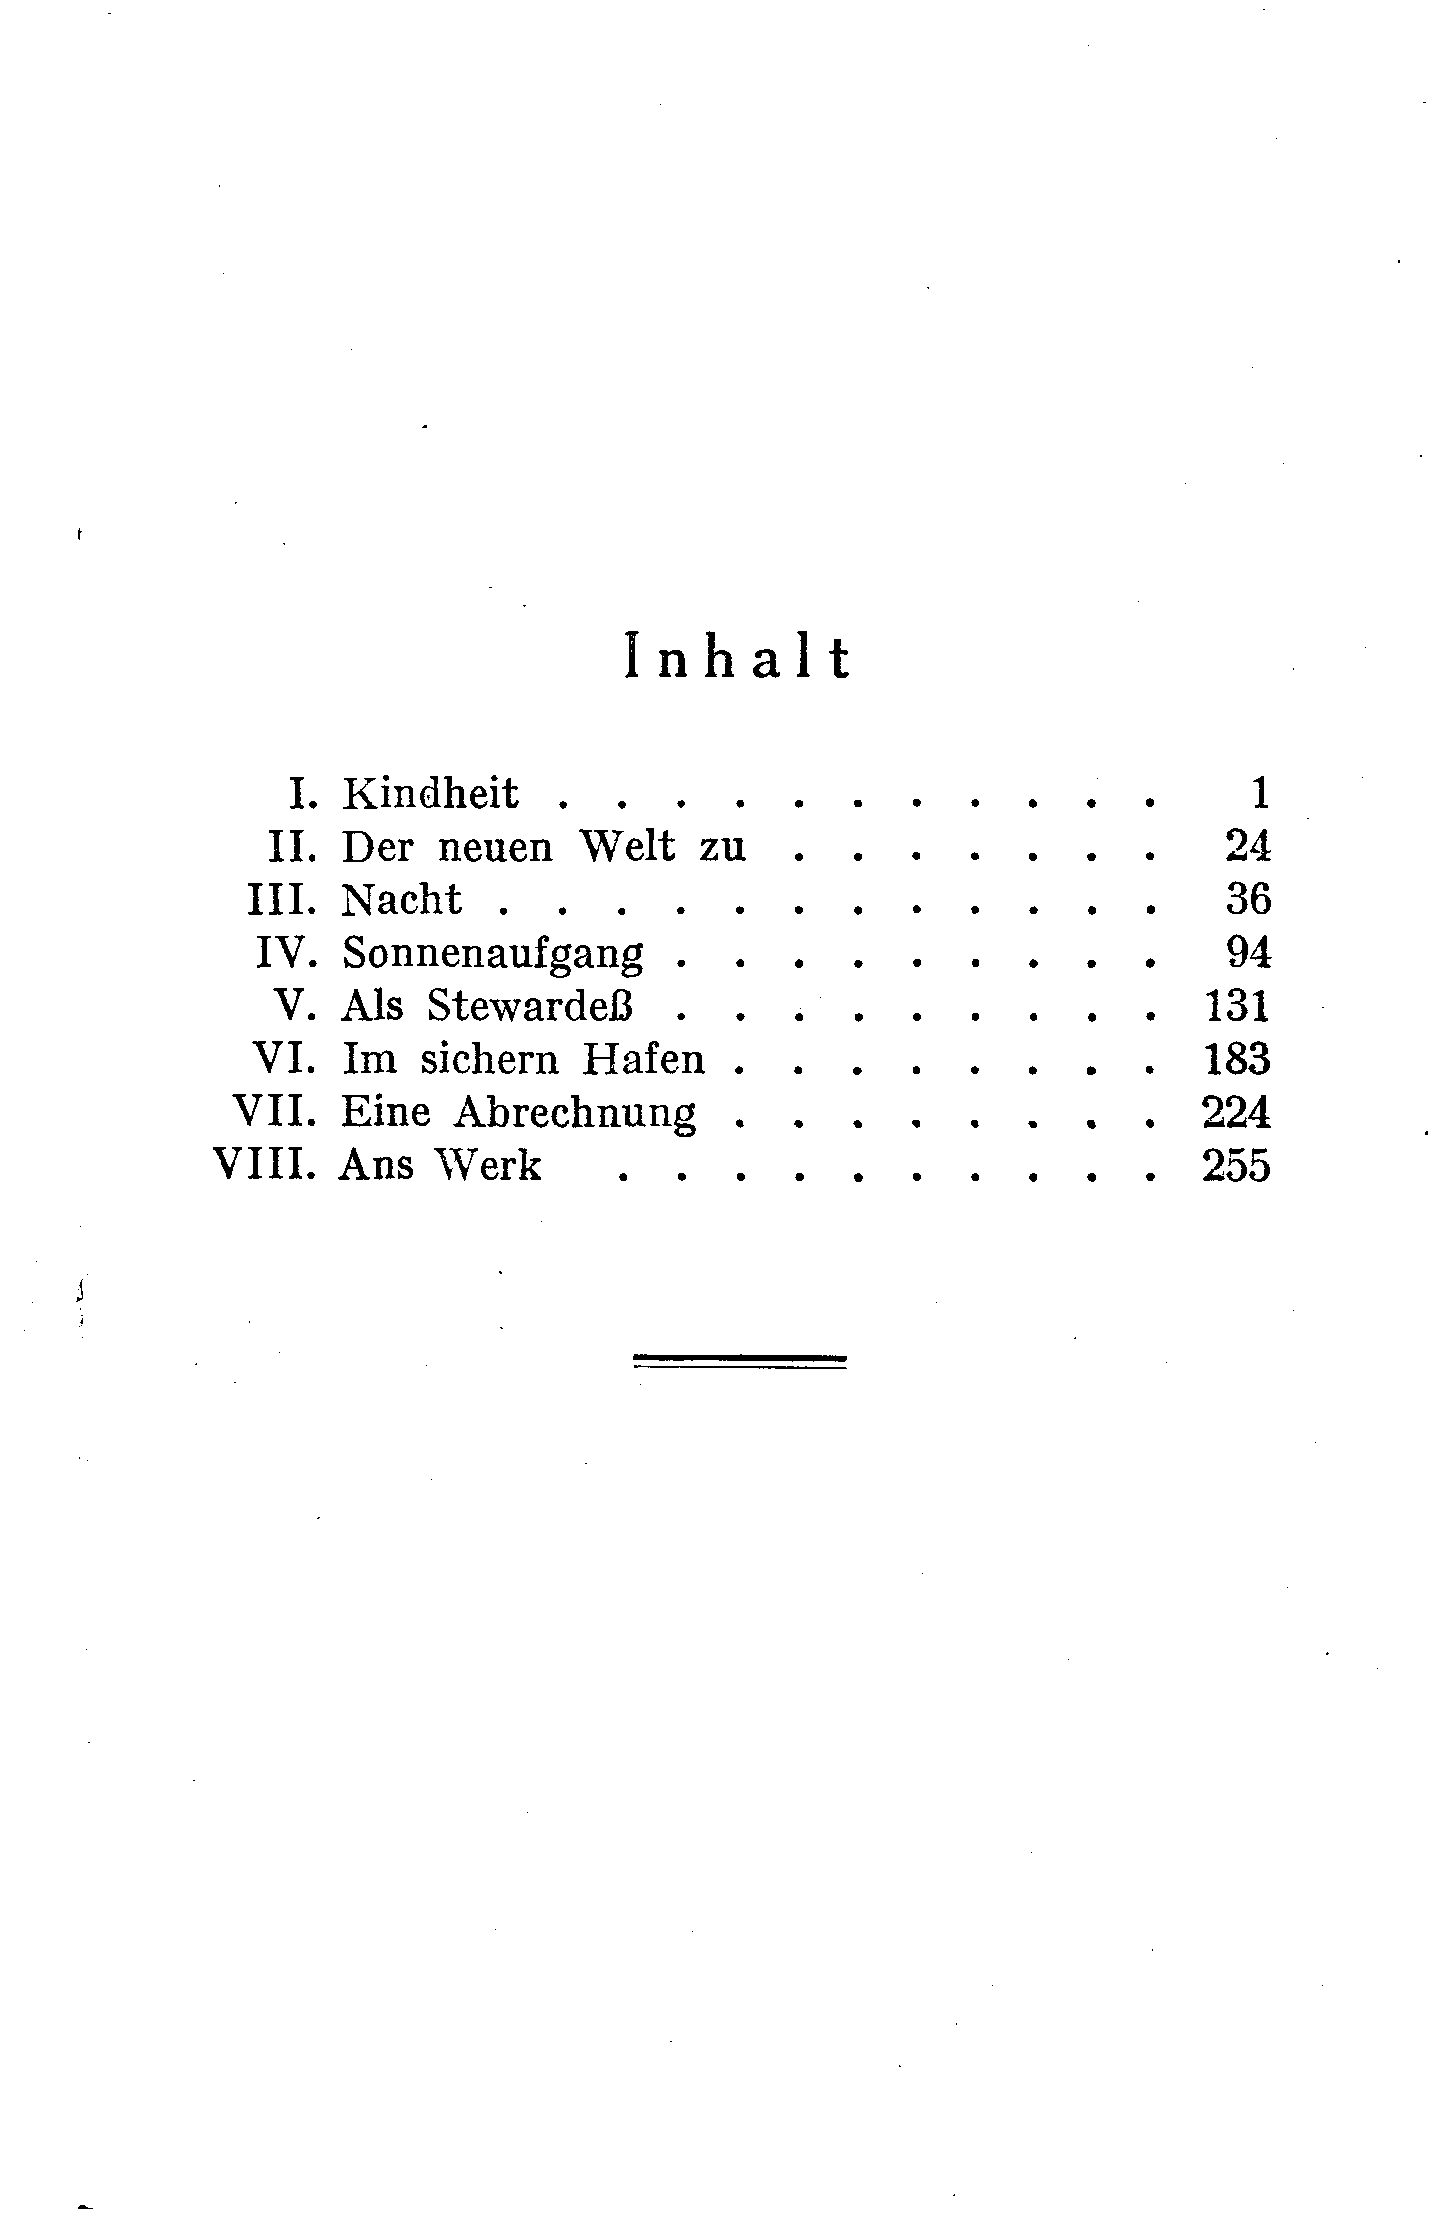 Inhalt
I. Kindheit . . . . . . . . . . . 1
II. Der neuen Welt zu . . . . . . . 24
III. Nacht . . . . . . . . . . . . 36
IV. Sonnenaufgang . . . . . . . . . 94
V. Als Stewardeß . . . . . . . . . 131
VI. Im sichern Hafen . . . . . . . . 183
VII. Eine Abrechnung . . . . . . . . 224
VIII. Ans Werk . . . . . . . . . . 255